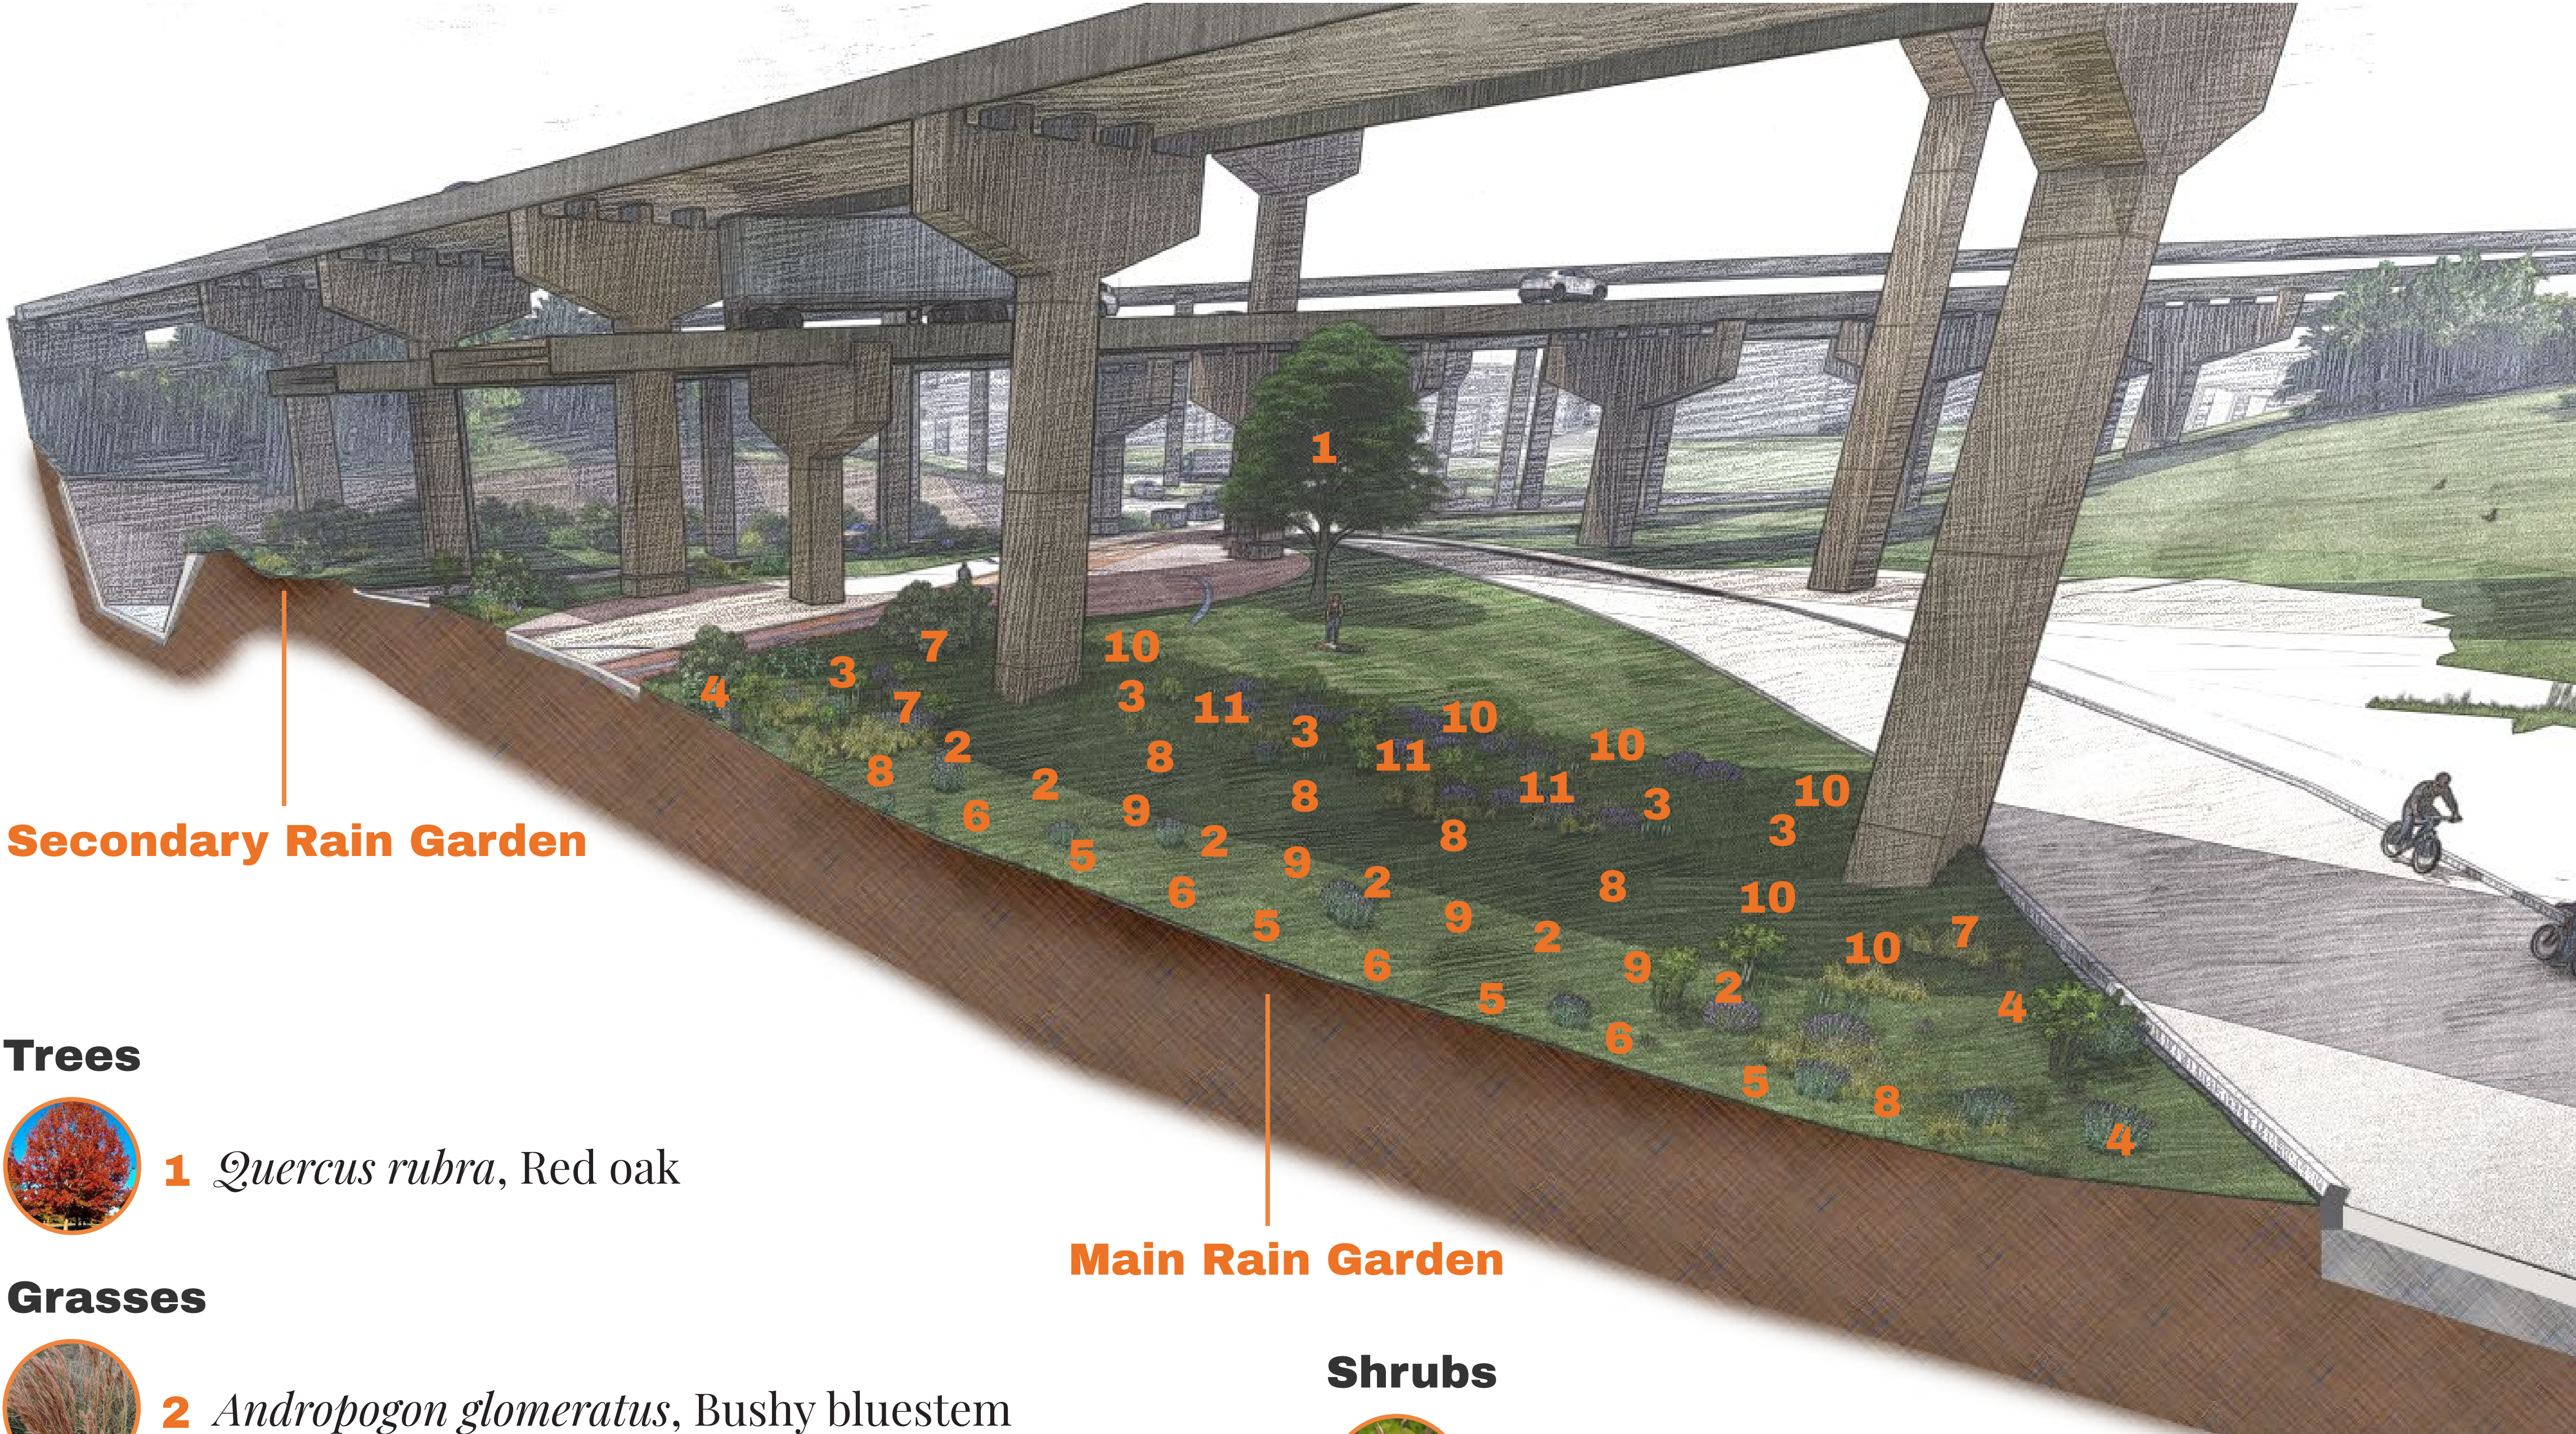 1
7 10
3
4 3 7 11 10
3
2 11 10
8 8
2 8 11 10
6 9 3
2 8 3
5 9
6 2 8 10
5 9 2 7
6 9 10
5 2 4
6
5 8
4
Secondary Rain Garden
Main Rain Garden
Trees
1 Quercus rubra, Red oak
Grasses
2 Andropogon glomeratus, Bushy bluestem
Shrubs